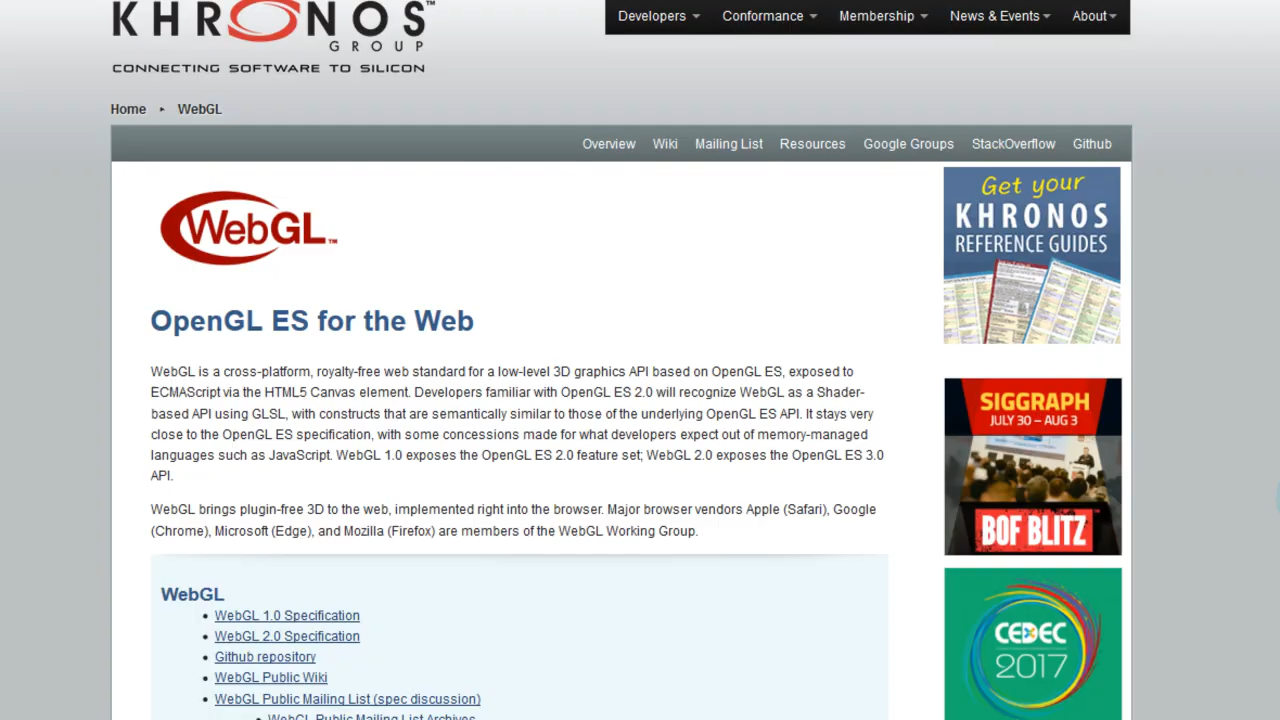 KHRONOS™
GROUP
CONNECTING SOFTWARE TO SILICON
Developers Conformance Membership News & Events About
Home WebGL
Overview Wiki Mailing List Resources Google Groups StackOverflow Github
WebGL™
OpenGL ES for the Web
WebGL is a cross-platform, royalty-free web standard for a low-level 3D graphics API based on OpenGL ES, exposed to
ECMAScript via the HTML5 Canvas element. Developers familiar with OpenGL ES 2.0 will recognize WebGL as a Shader-
based API using GLSL, with constructs that are semantically similar to those of the underlying OpenGL ES API. It stays very
close to the OpenGL ES specification, with some concessions made for what developers expect out of memory-managed
languages such as JavaScript. WebGL 1.0 exposes the OpenGL ES 2.0 feature set; WebGL 2.0 exposes the OpenGL ES 3.0
API.
WebGL brings plugin-free 3D to the web, implemented right into the browser. Major browser vendors Apple (Safari), Google
(Chrome), Microsoft (Edge), and Mozilla (Firefox) are members of the WebGL Working Group.
WebGL
• WebGL 1.0 Specification
• WebGL 2.0 Specification
• Github repository
• WebGL Public Wiki
• WebGL Public Mailing List (spec discussion)
• WebGL Public Mailing List Archives
Get your
KHRONOS
REFERENCE GUIDES
SIGGRAPH
JULY 30 – AUG 3
BOF BLITZ
CEDEC
2017